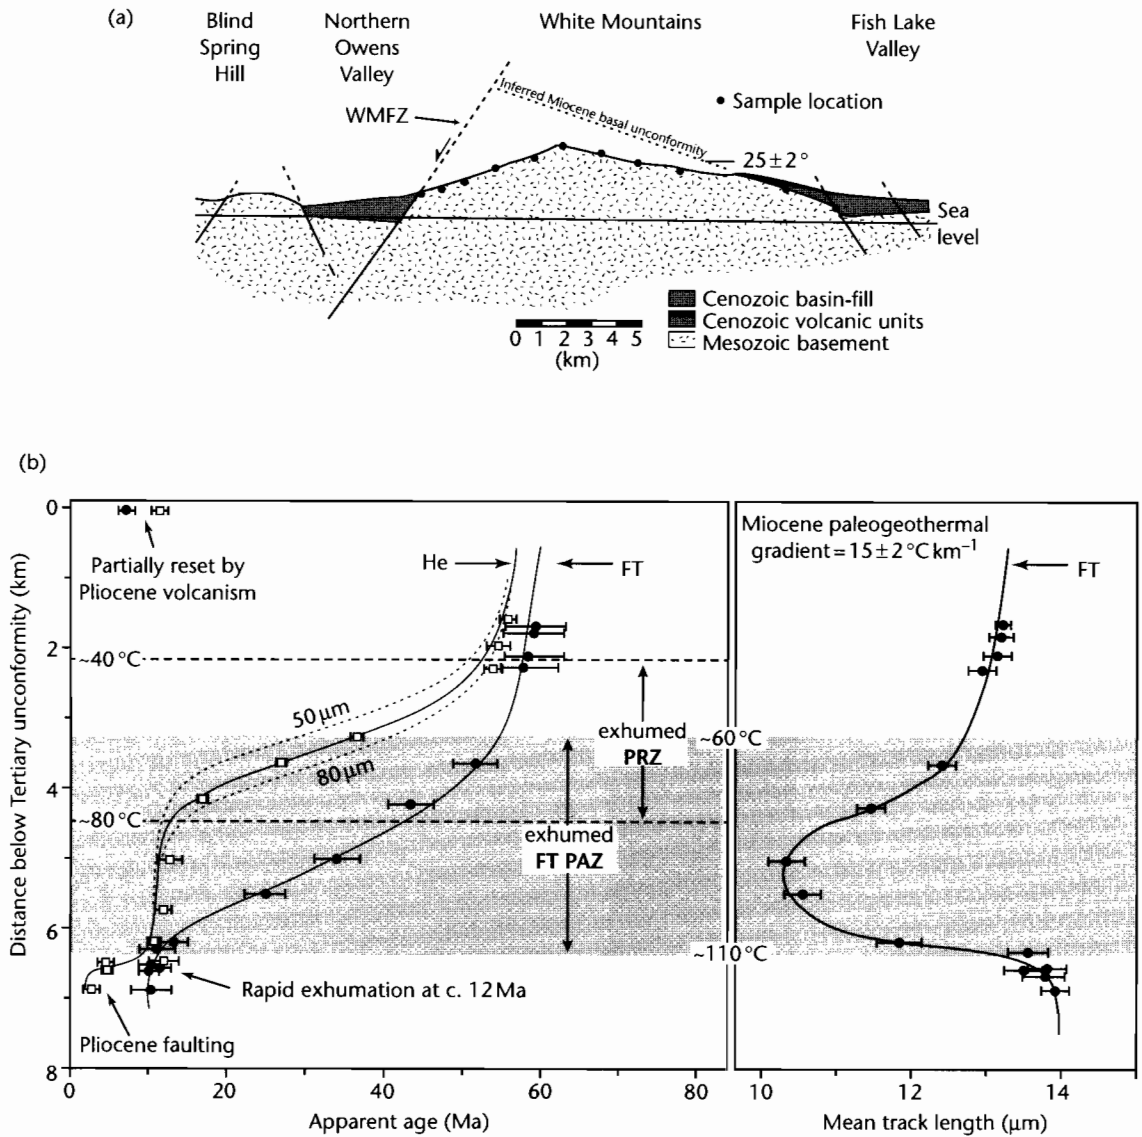 (a)
Blind
Spring
Hill
Northern
Owens
Valley
White Mountains
Fish Lake
Valley
WMFZ
Inferred Miocene basal unconformity
Sample location
25 ± 2°
Sea
level
Cenozoic basin-fill
Cenozoic volcanic units
Mesozoic basement
0 1 2 3 4 5
(km)
(b)
Distance below Tertiary unconformity (km)
0
2
4
6
8
Partially reset by
Pliocene volcanism
He
FT
~40 °C
50 µm
80 µm
~80 °C
exhumed
PRZ
exhumed
FT PAZ
~60 °C
~110 °C
Rapid exhumation at c. 12 Ma
Pliocene faulting
0 20 40 60 80
Apparent age (Ma)
Miocene paleogeothermal
gradient = 15 ± 2 °C km⁻¹
FT
10 12 14
Mean track length (µm)